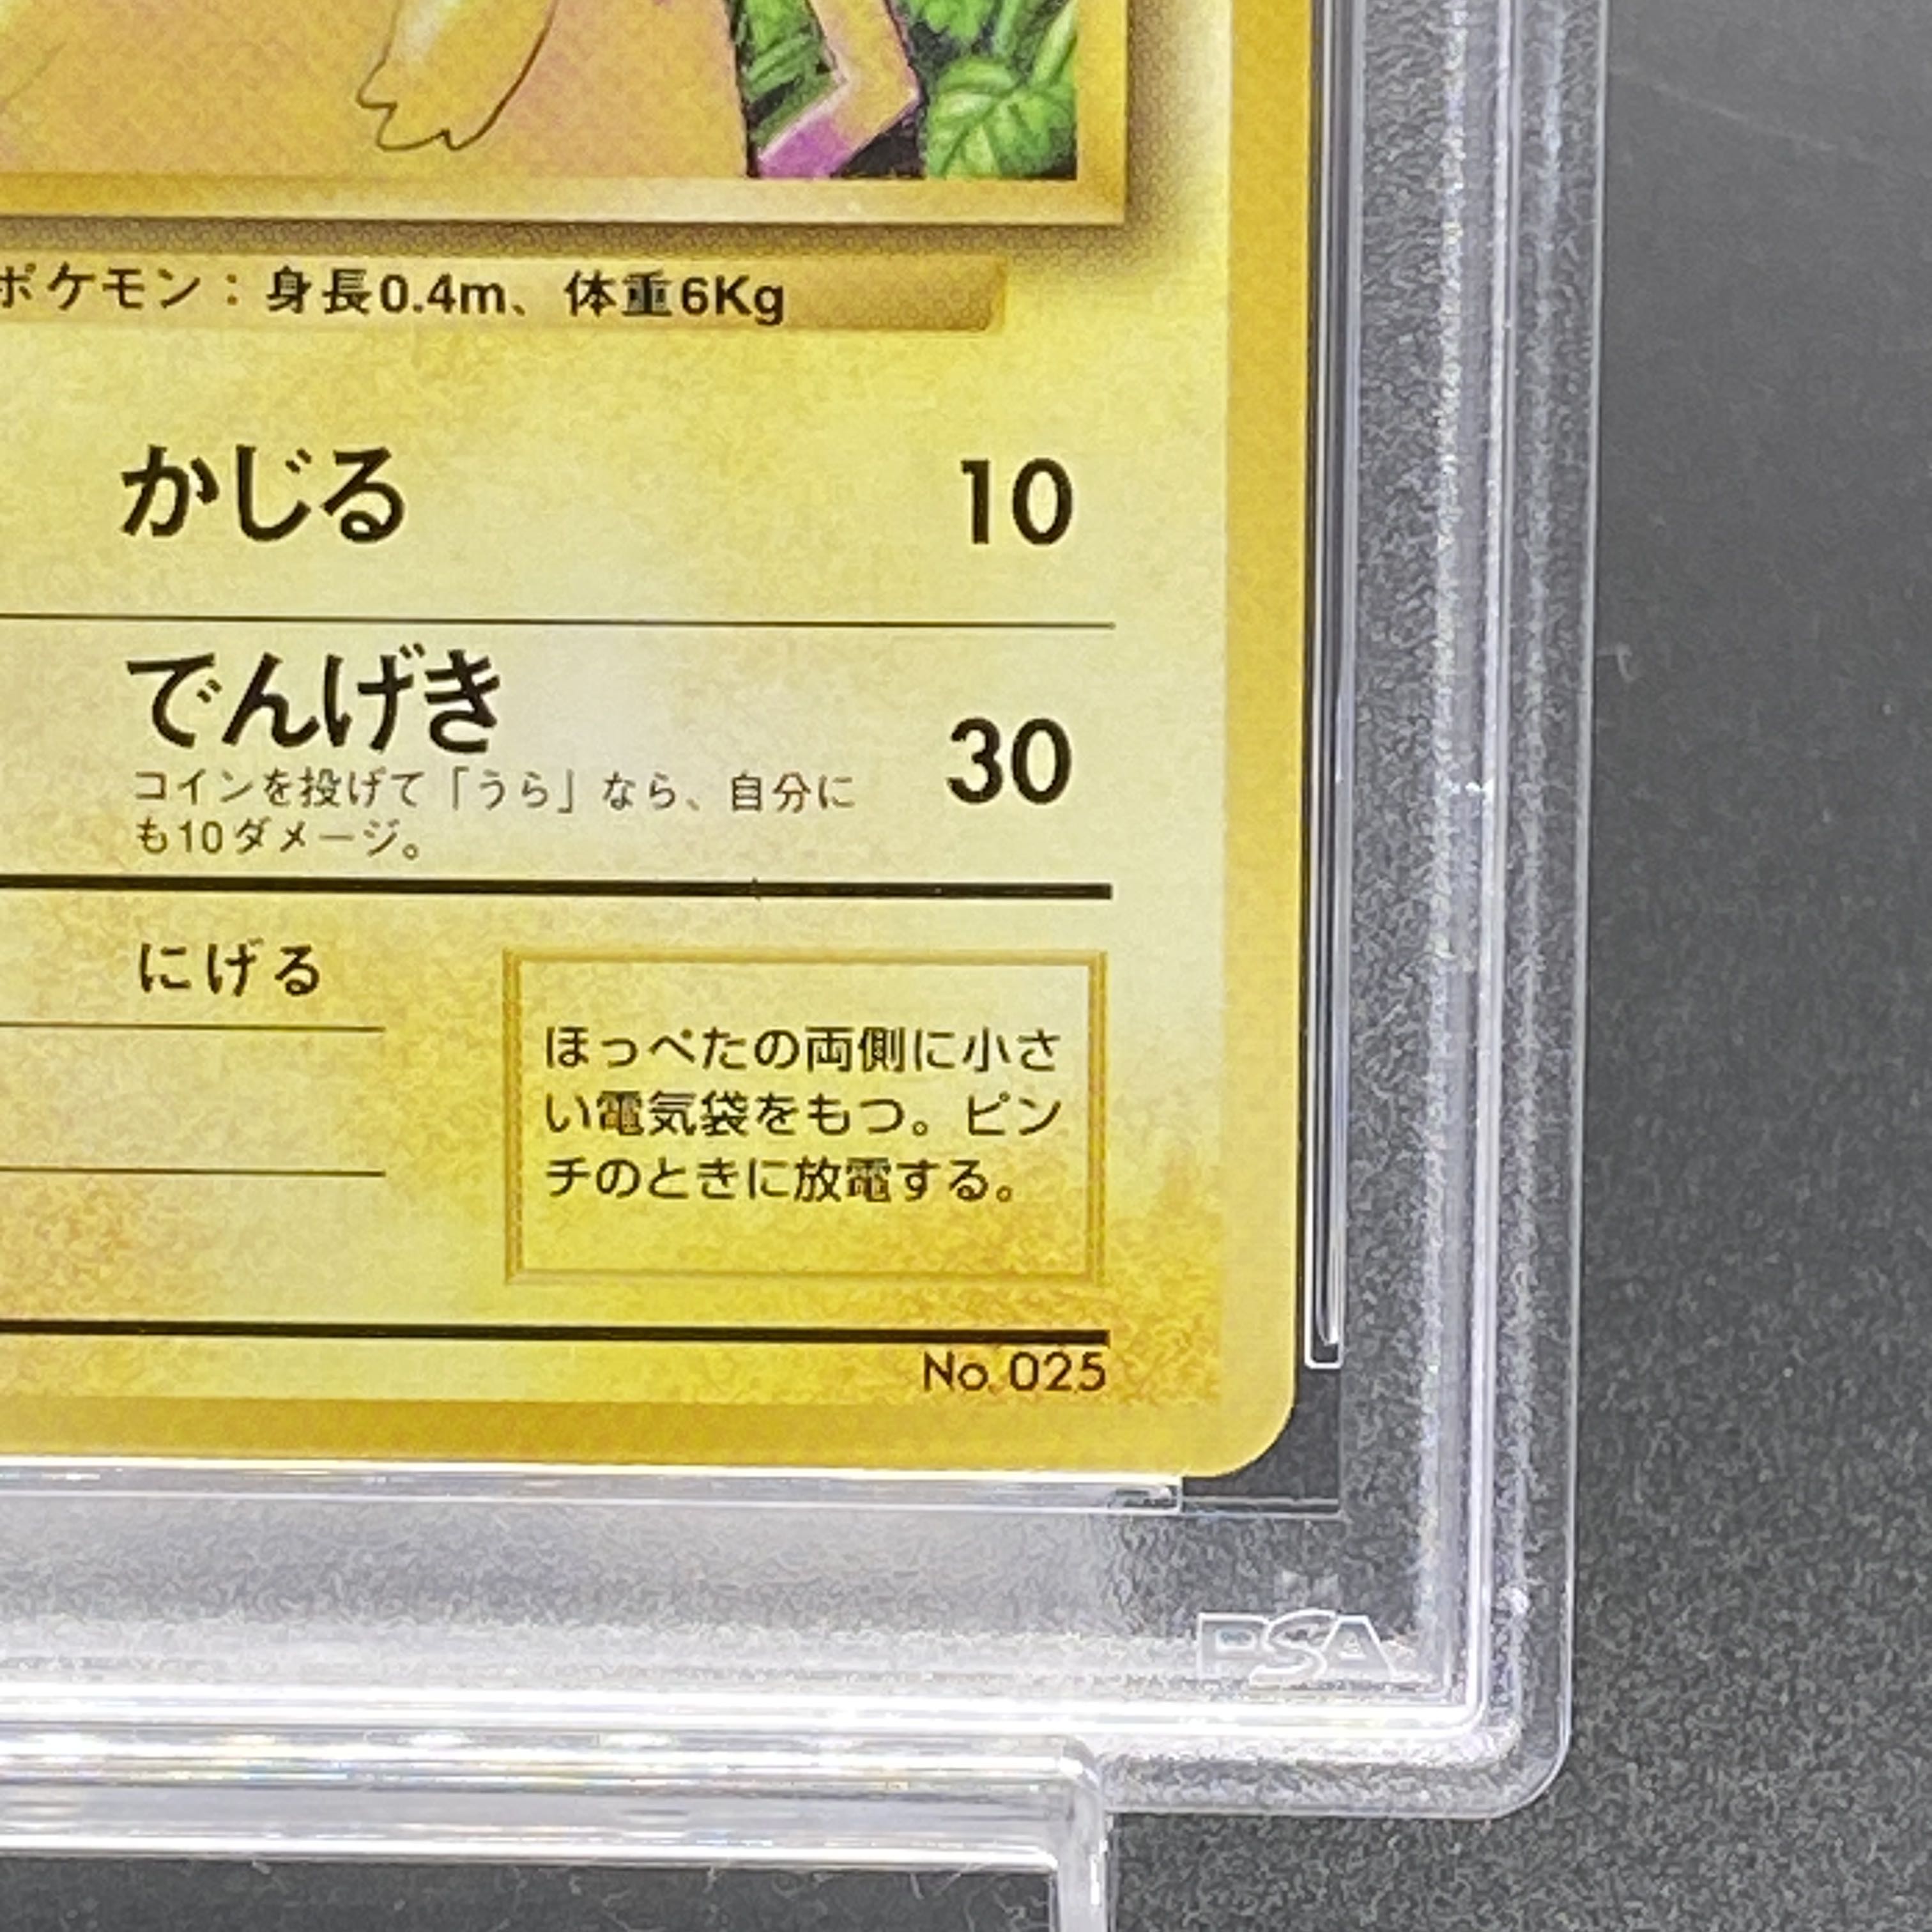 ポケモン：身長0.4m、体重6Kg
かじる 10
でんげき 30
コインを投げて「うら」なら、自分に
も10ダメージ。
にげる
ほっぺたの両側に小さ
い電気袋をもつ。ピン
チのときに放電する。
No. 025
PSA